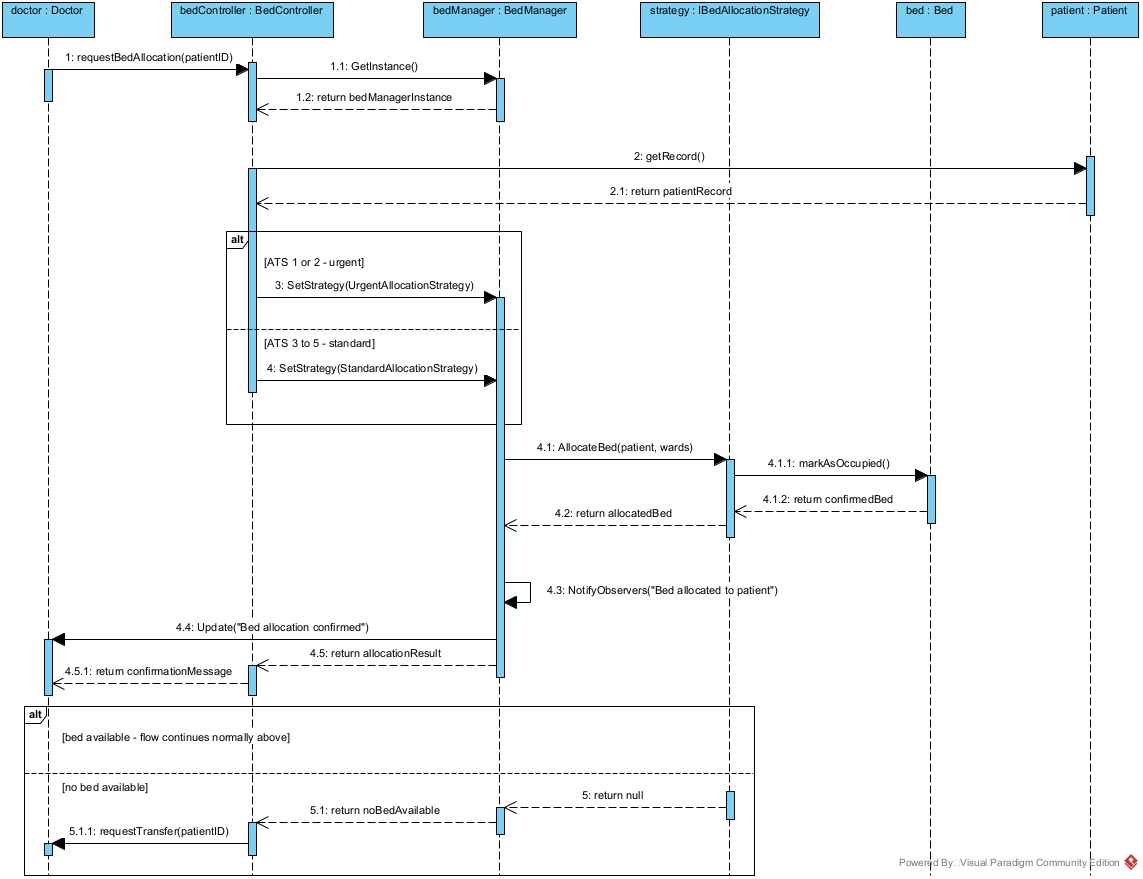 doctor : Doctor
bedController : BedController
bedManager : BedManager
strategy : IBedAllocationStrategy
bed : Bed
patient : Patient
1: requestBedAllocation(patientID)
1.1: GetInstance()
1.2: return bedManagerInstance
2: getRecord()
2.1: return patientRecord
alt
[ATS 1 or 2 - urgent]
3: SetStrategy(UrgentAllocationStrategy)
[ATS 3 to 5 - standard]
4: SetStrategy(StandardAllocationStrategy)
4.1: AllocateBed(patient, wards)
4.1.1: markAsOccupied()
4.1.2: return confirmedBed
4.2: return allocatedBed
4.3: NotifyObservers("Bed allocated to patient")
4.4: Update("Bed allocation confirmed")
4.5: return allocationResult
4.5.1: return confirmationMessage
alt
[bed available - flow continues normally above]
[no bed available]
5: return null
5.1: return noBedAvailable
5.1.1: requestTransfer(patientID)
Powered By Visual Paradigm Community Edition